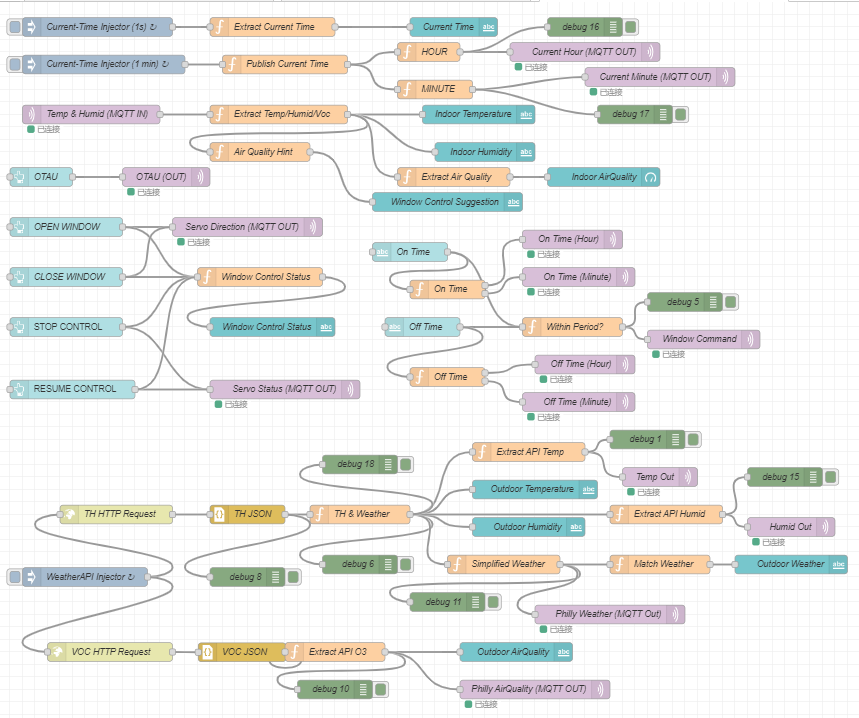 Current-Time Injector (1s) ↻
Extract Current Time
Current Time
abc
debug 16
Current-Time Injector (1 min) ↻
Publish Current Time
HOUR
Current Hour (MQTT OUT)
已连接
MINUTE
Current Minute (MQTT OUT)
已连接
debug 17
Temp & Humid (MQTT IN)
已连接
Extract Temp/Humid/Voc
Indoor Temperature
abc
Air Quality Hint
Indoor Humidity
abc
OTAU
OTAU (OUT)
已连接
Extract Air Quality
Indoor AirQuality
Window Control Suggestion
abc
OPEN WINDOW
Servo Direction (MQTT OUT)
已连接
CLOSE WINDOW
Window Control Status
STOP CONTROL
Window Control Status
abc
RESUME CONTROL
Servo Status (MQTT OUT)
已连接
abc
On Time
On Time (Hour)
已连接
On Time
On Time (Minute)
已连接
abc
Off Time
Within Period?
debug 5
Window Command
已连接
Off Time
Off Time (Hour)
已连接
Off Time (Minute)
已连接
debug 18
Extract API Temp
debug 1
Temp Out
已连接
Outdoor Temperature
abc
debug 15
TH HTTP Request
TH JSON
TH & Weather
Outdoor Humidity
abc
Extract API Humid
Humid Out
已连接
WeatherAPI Injector ↻
debug 8
debug 6
Simplified Weather
Match Weather
Outdoor Weather
abc
debug 11
Philly Weather (MQTT Out)
已连接
VOC HTTP Request
VOC JSON
Extract API O3
Outdoor AirQuality
abc
debug 10
Philly AirQuality (MQTT OUT)
已连接